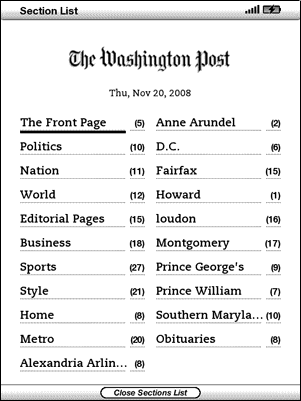 Section List
The Washington Post
Thu, Nov 20, 2008
The Front Page (5)
Politics (10)
Nation (11)
World (12)
Editorial Pages (15)
Business (18)
Sports (27)
Style (21)
Home (8)
Metro (20)
Alexandria Arlin... (8)
Anne Arundel (2)
D.C. (6)
Fairfax (15)
Howard (1)
loudon (16)
Montgomery (17)
Prince George's (9)
Prince William (7)
Southern Maryla... (10)
Obituaries (8)
Close Sections List